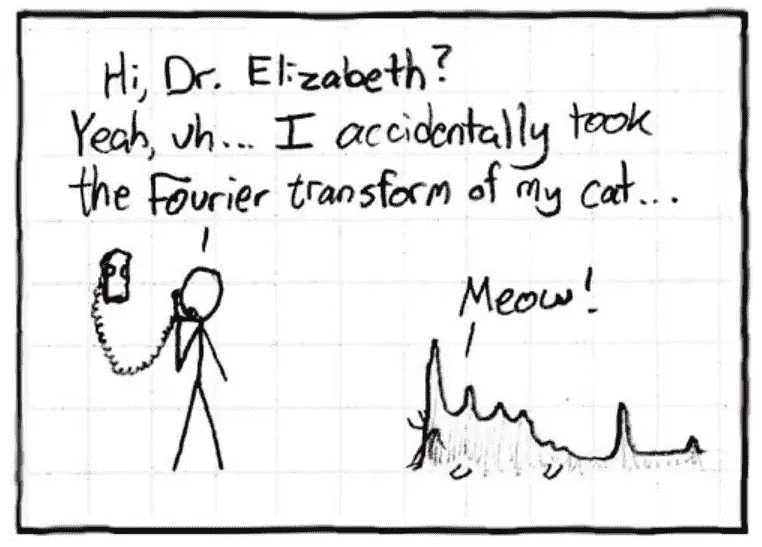 Hi, Dr. Elizabeth?
Yeah, uh... I accidentally took
the Fourier transform of my cat...
Meow!